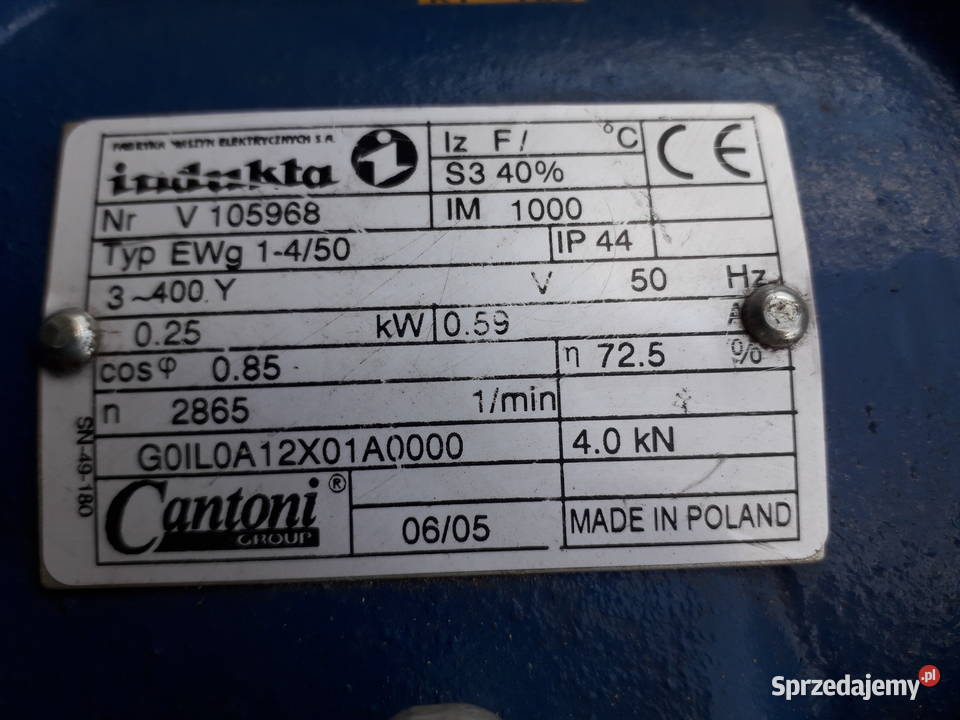 FABRYKA MASZYN ELEKTRYCZNYCH S.A.
indukta
Iz F/ °C
S3 40%
CE
Nr V 105968
IM 1000
Typ EWg 1-4/50
IP 44
3 ~400 Y V 50 Hz
0.25 kW 0.59 A
cos φ 0.85
η 72.5 %
n 2865 1/min
G0IL0A12X01A0000
4.0 kN
SN-49-180
Cantoni®
GROUP
06/05
MADE IN POLAND
Sprzedajemy.pl